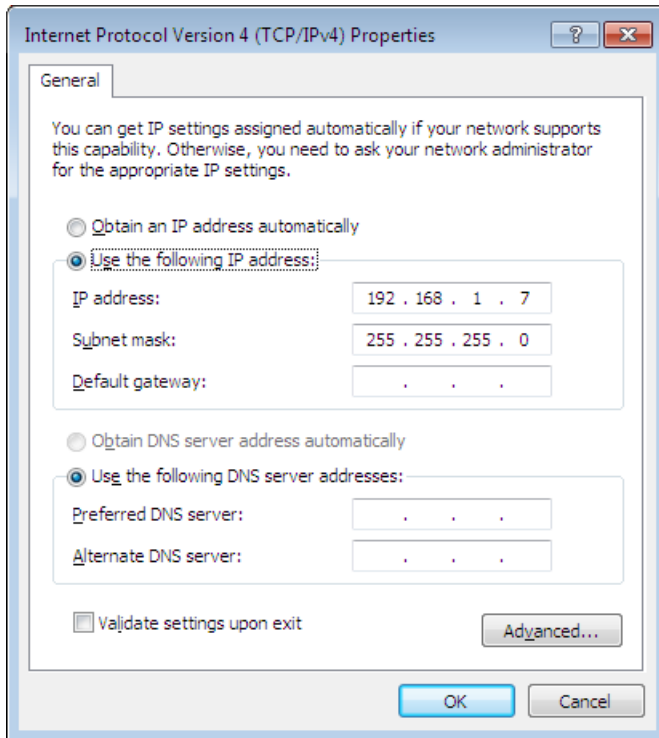 Internet Protocol Version 4 (TCP/IPv4) Properties
General
You can get IP settings assigned automatically if your network supports
this capability. Otherwise, you need to ask your network administrator
for the appropriate IP settings.
Obtain an IP address automatically
Use the following IP address:
IP address: 192 . 168 . 1 . 7
Subnet mask: 255 . 255 . 255 . 0
Default gateway: . . .
Obtain DNS server address automatically
Use the following DNS server addresses:
Preferred DNS server: . . .
Alternate DNS server: . . .
Validate settings upon exit
Advanced...
OK Cancel